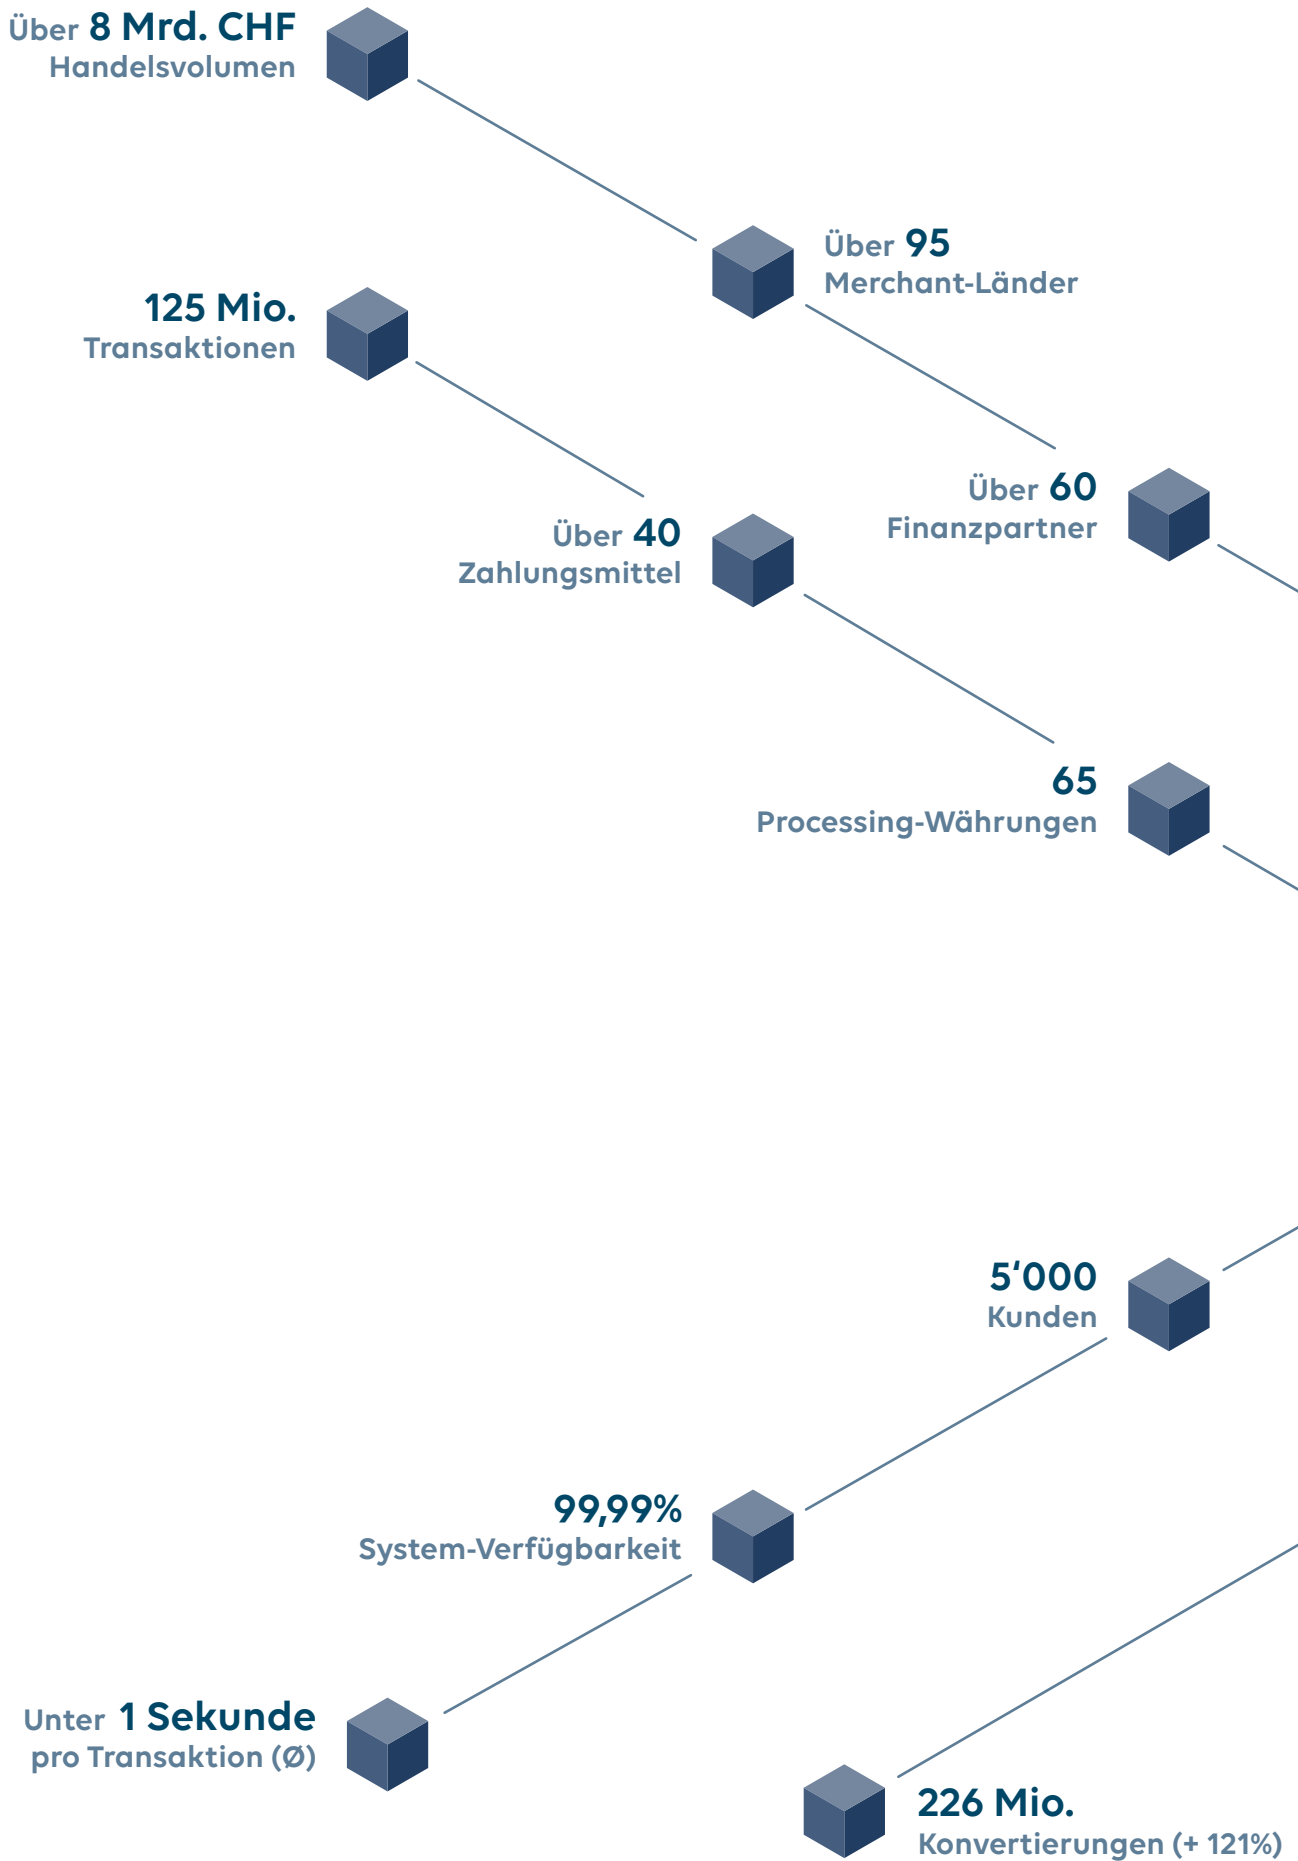 Über 8 Mrd. CHF
Handelsvolumen
Über 95
Merchant-Länder
125 Mio.
Transaktionen
Über 60
Finanzpartner
Über 40
Zahlungsmittel
65
Processing-Währungen
5‘000
Kunden
99,99%
System-Verfügbarkeit
Unter 1 Sekunde
pro Transaktion (Ø)
226 Mio.
Konvertierungen (+ 121%)